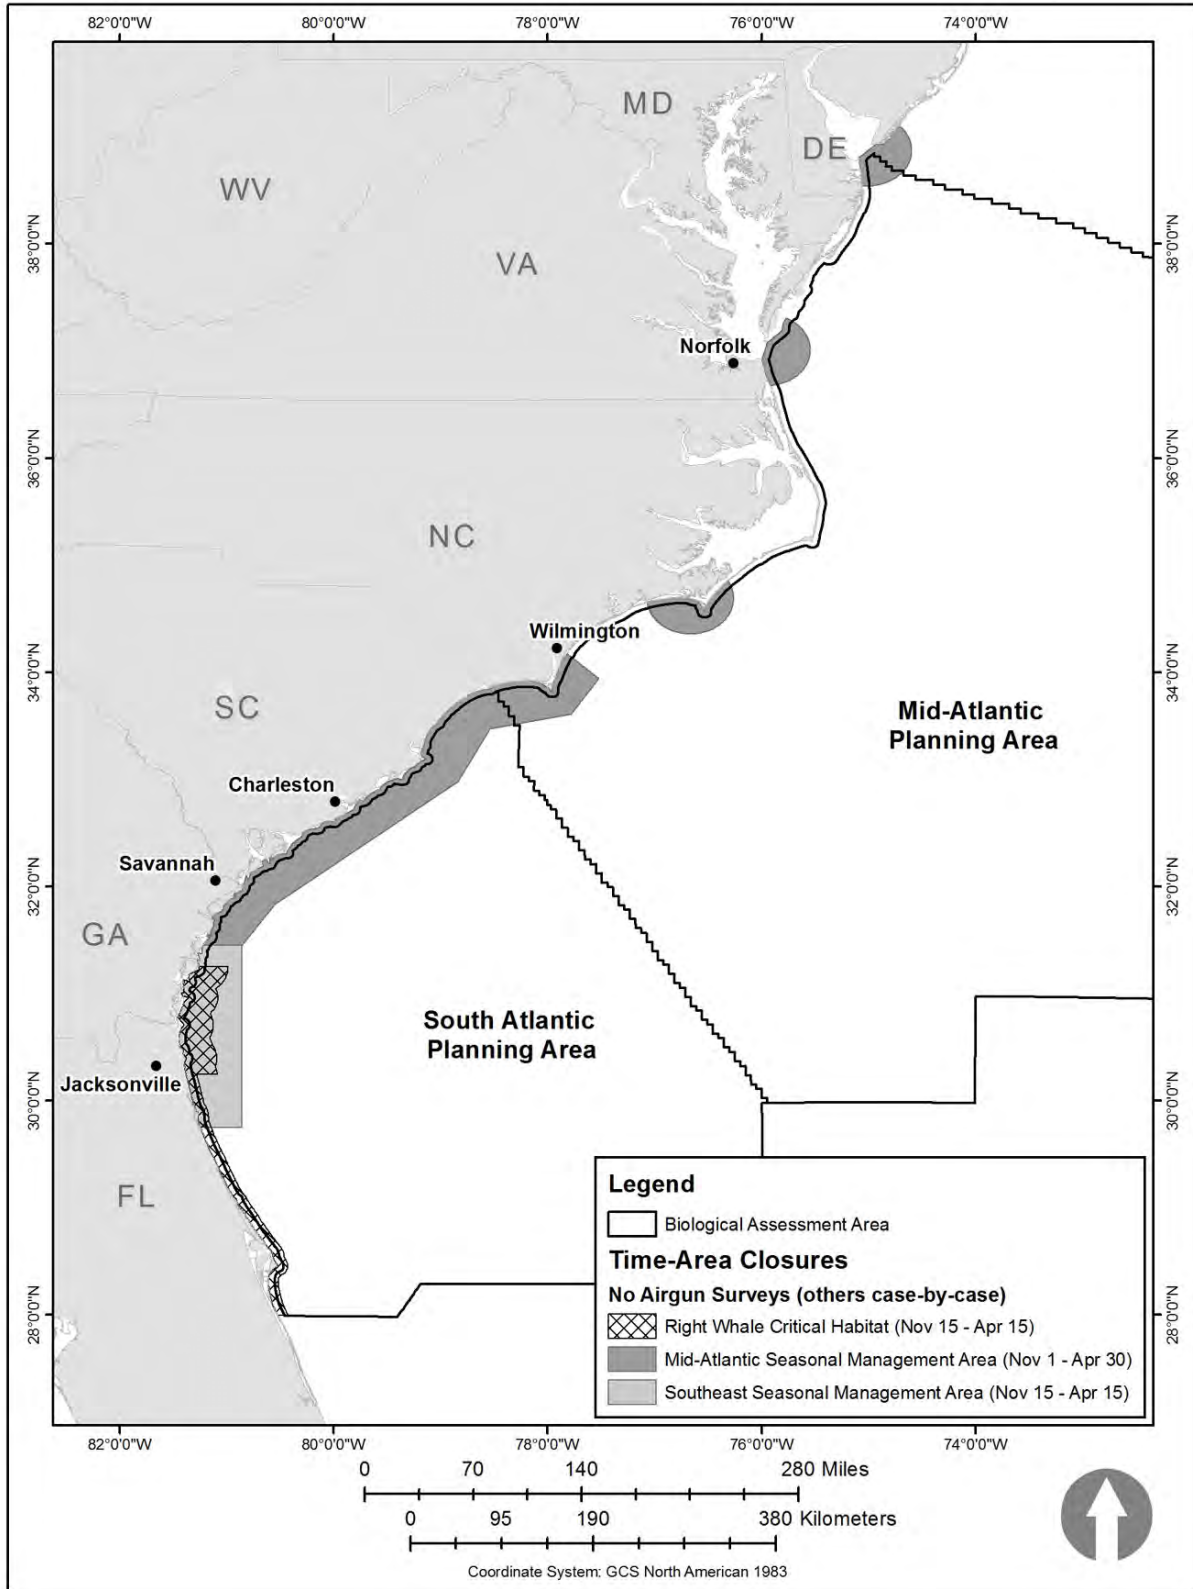 82°0'0"W 80°0'0"W 78°0'0"W 76°0'0"W 74°0'0"W
MD
DE
WV
VA
38°0'0"N 38°0'0"N
Norfolk
36°0'0"N 36°0'0"N
NC
Wilmington
34°0'0"N 34°0'0"N
SC
Mid-Atlantic
Planning Area
Charleston
Savannah
32°0'0"N 32°0'0"N
GA
South Atlantic
Planning Area
Jacksonville
30°0'0"N 30°0'0"N
FL
Legend
Biological Assessment Area
Time-Area Closures
No Airgun Surveys (others case-by-case)
28°0'0"N 28°0'0"N
Right Whale Critical Habitat (Nov 15 - Apr 15)
Mid-Atlantic Seasonal Management Area (Nov 1 - Apr 30)
Southeast Seasonal Management Area (Nov 15 - Apr 15)
82°0'0"W 80°0'0"W 78°0'0"W 76°0'0"W 74°0'0"W
0 70 140 280 Miles
0 95 190 380 Kilometers
Coordinate System: GCS North American 1983